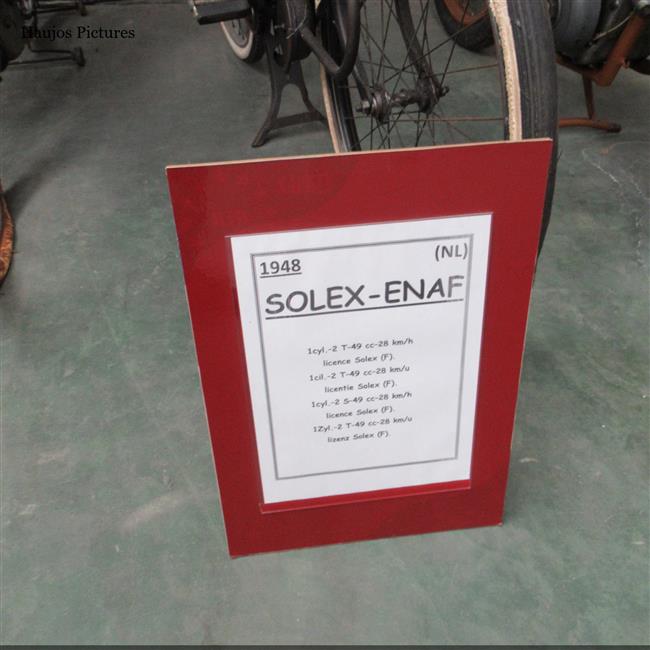 Haujos Pictures
1948
(NL)
SOLEX-ENAF
1cyl.-2 T-49 cc-28 km/h
licence Solex (F).
1cil.-2 T-49 cc-28 km/u
licentie Solex (F).
1cyl.-2 S-49 cc-28 km/h
licence Solex (F).
1Zyl.-2 T-49 cc-28 km/u
lizenz Solex (F).